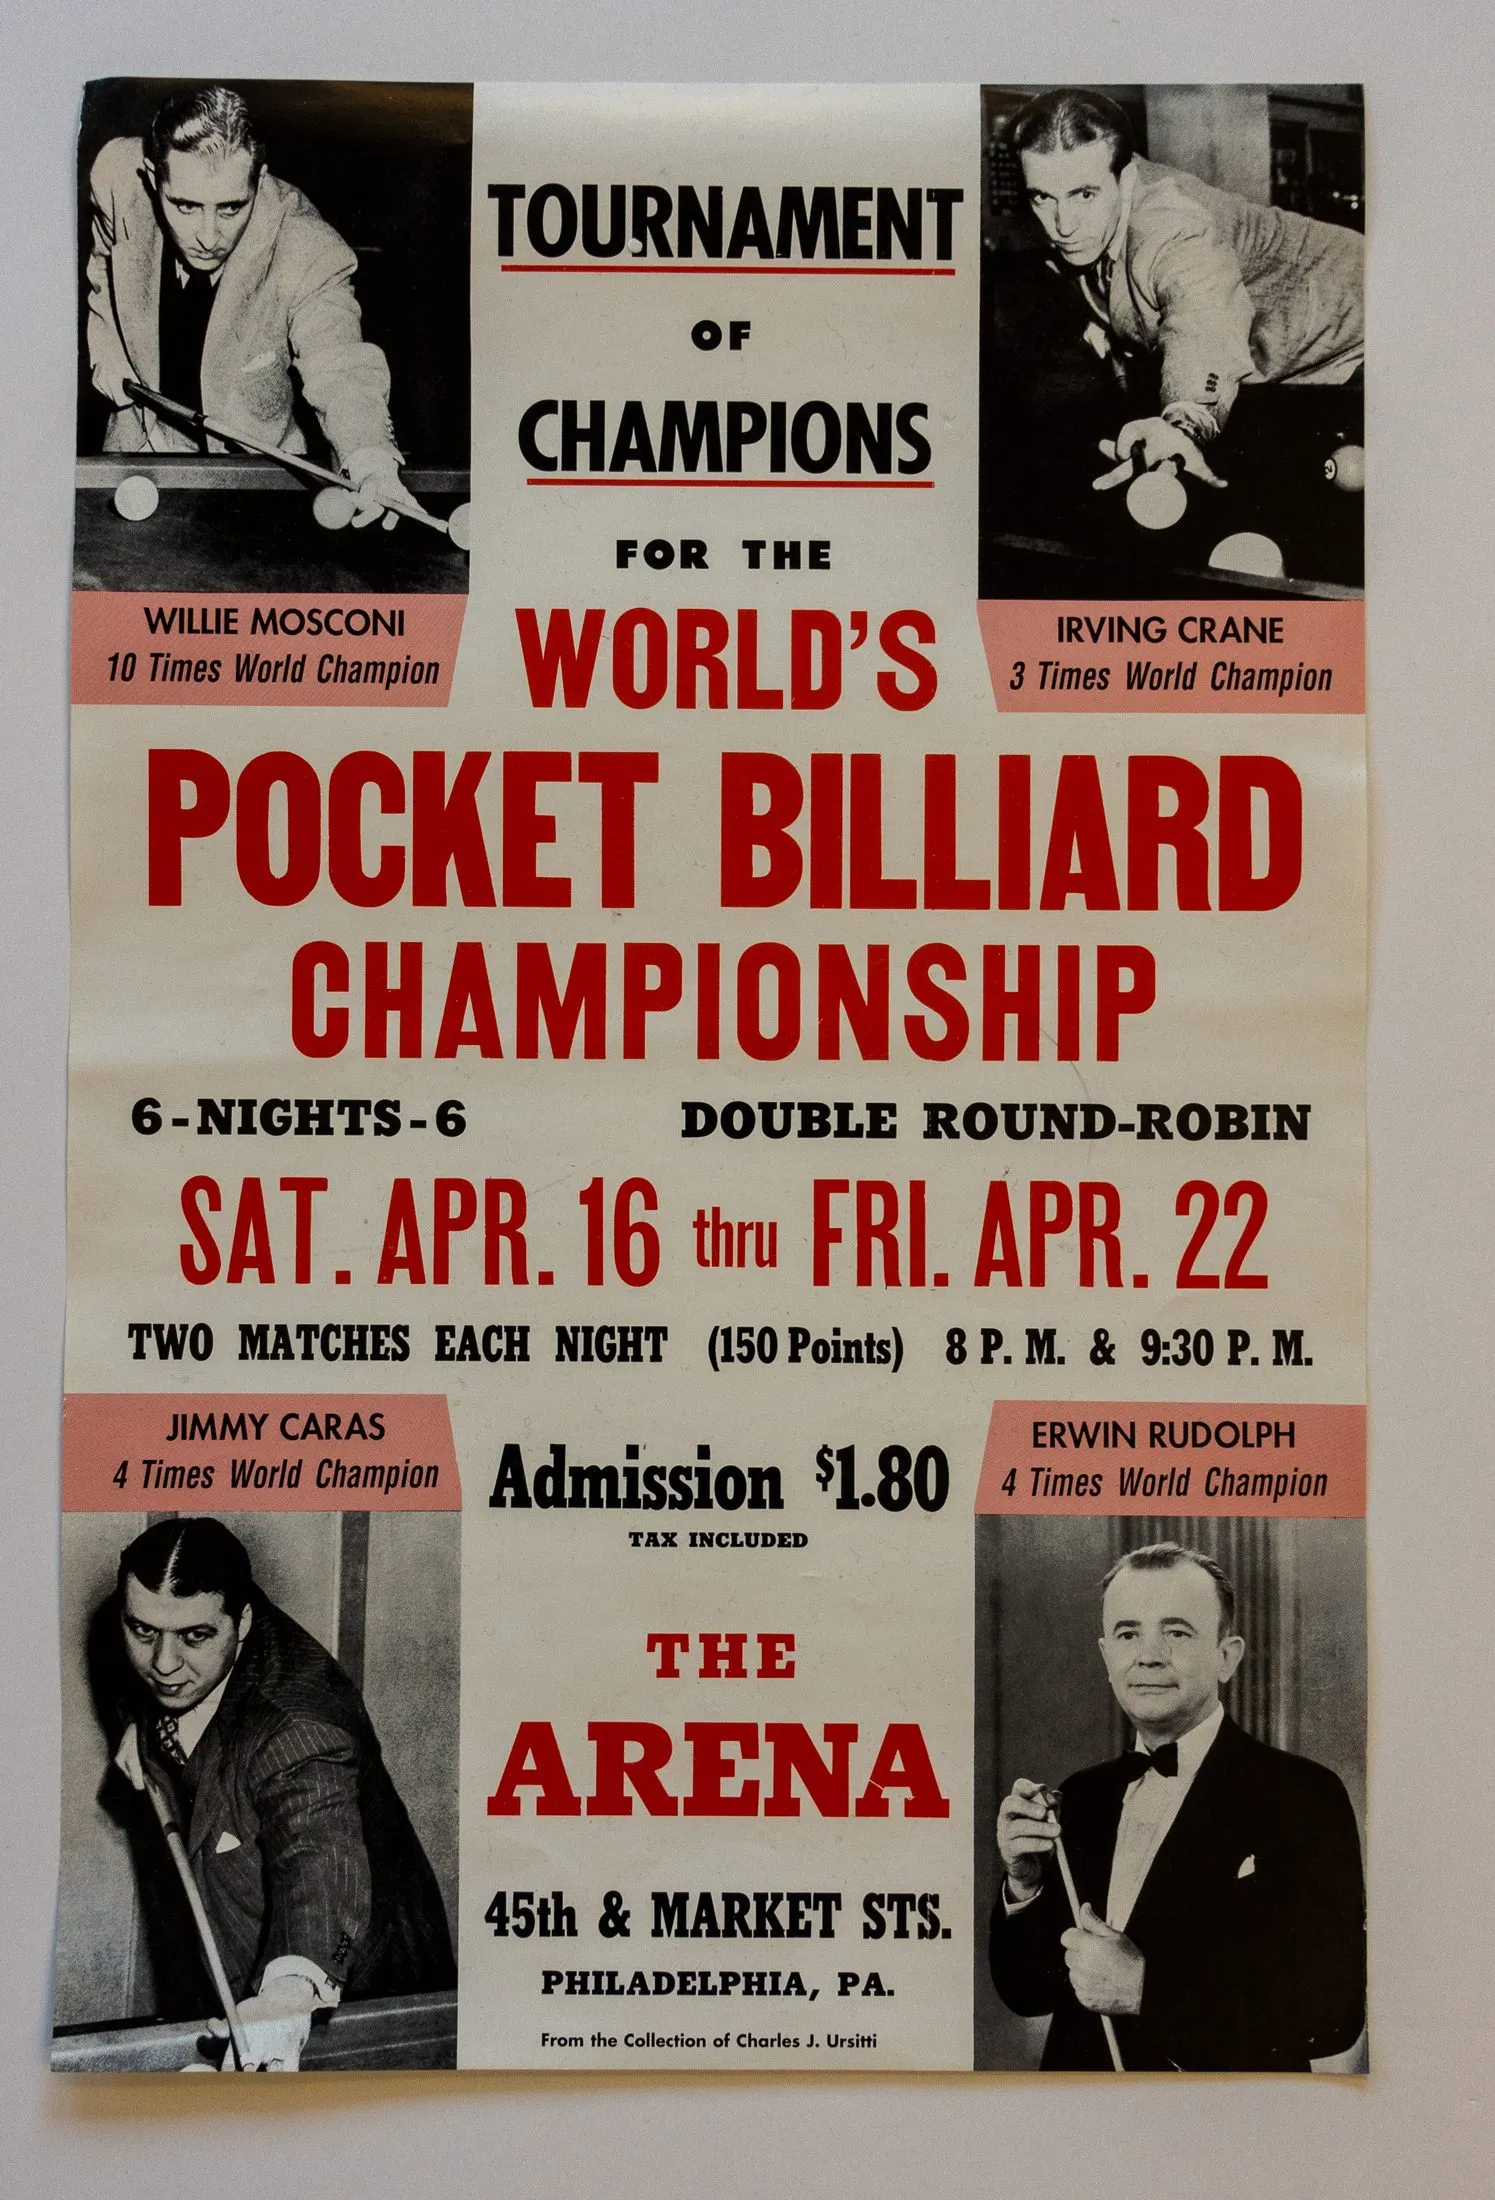 TOURNAMENT
OF
CHAMPIONS
FOR THE
WORLD'S
WILLIE MOSCONI
10 Times World Champion
IRVING CRANE
3 Times World Champion
POCKET BILLIARD
CHAMPIONSHIP
6-NIGHTS-6 DOUBLE ROUND-ROBIN
SAT. APR. 16 thru FRI. APR. 22
TWO MATCHES EACH NIGHT (150 Points) 8 P. M. & 9:30 P. M.
JIMMY CARAS
4 Times World Champion
ERWIN RUDOLPH
4 Times World Champion
Admission $1.80
TAX INCLUDED
THE
ARENA
45th & MARKET STS.
PHILADELPHIA, PA.
From the Collection of Charles J. Ursitti